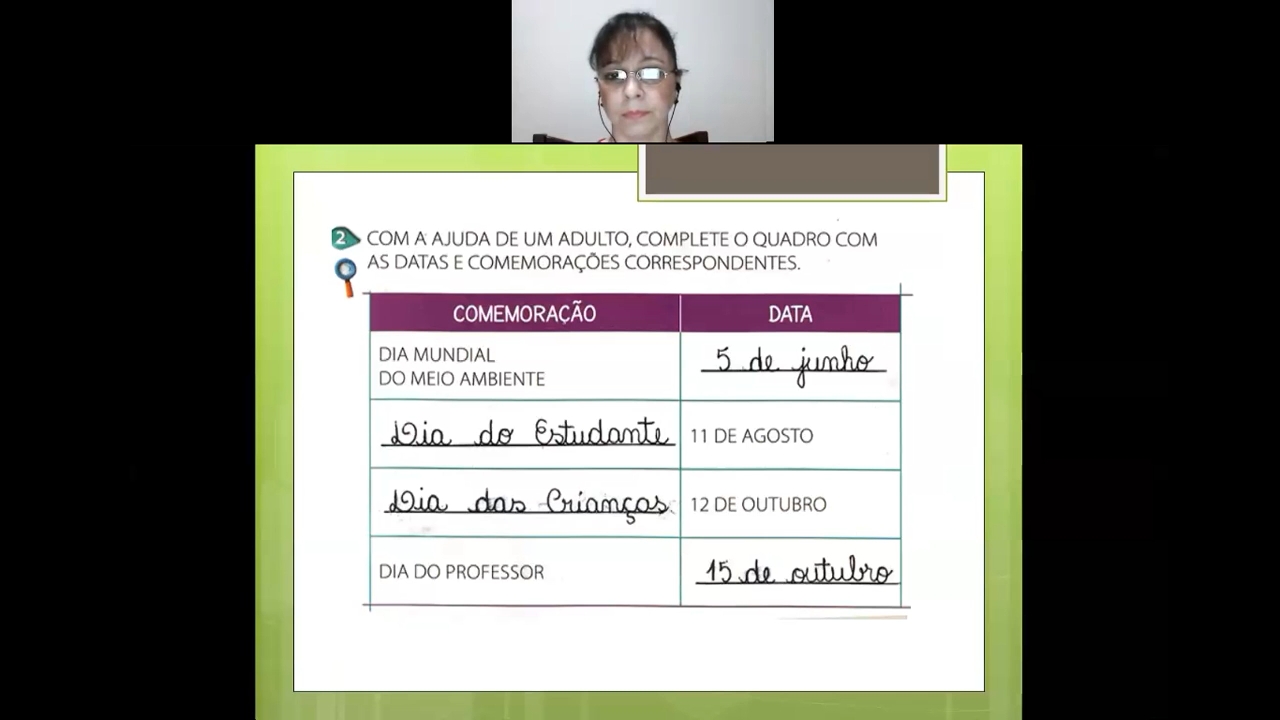 2 COM A AJUDA DE UM ADULTO, COMPLETE O QUADRO COM
AS DATAS E COMEMORAÇÕES CORRESPONDENTES.
COMEMORAÇÃO DATA
DIA MUNDIAL
DO MEIO AMBIENTE
5 de junho
Dia do Estudante 11 DE AGOSTO
Dia das Crianças 12 DE OUTUBRO
DIA DO PROFESSOR 15 de outubro